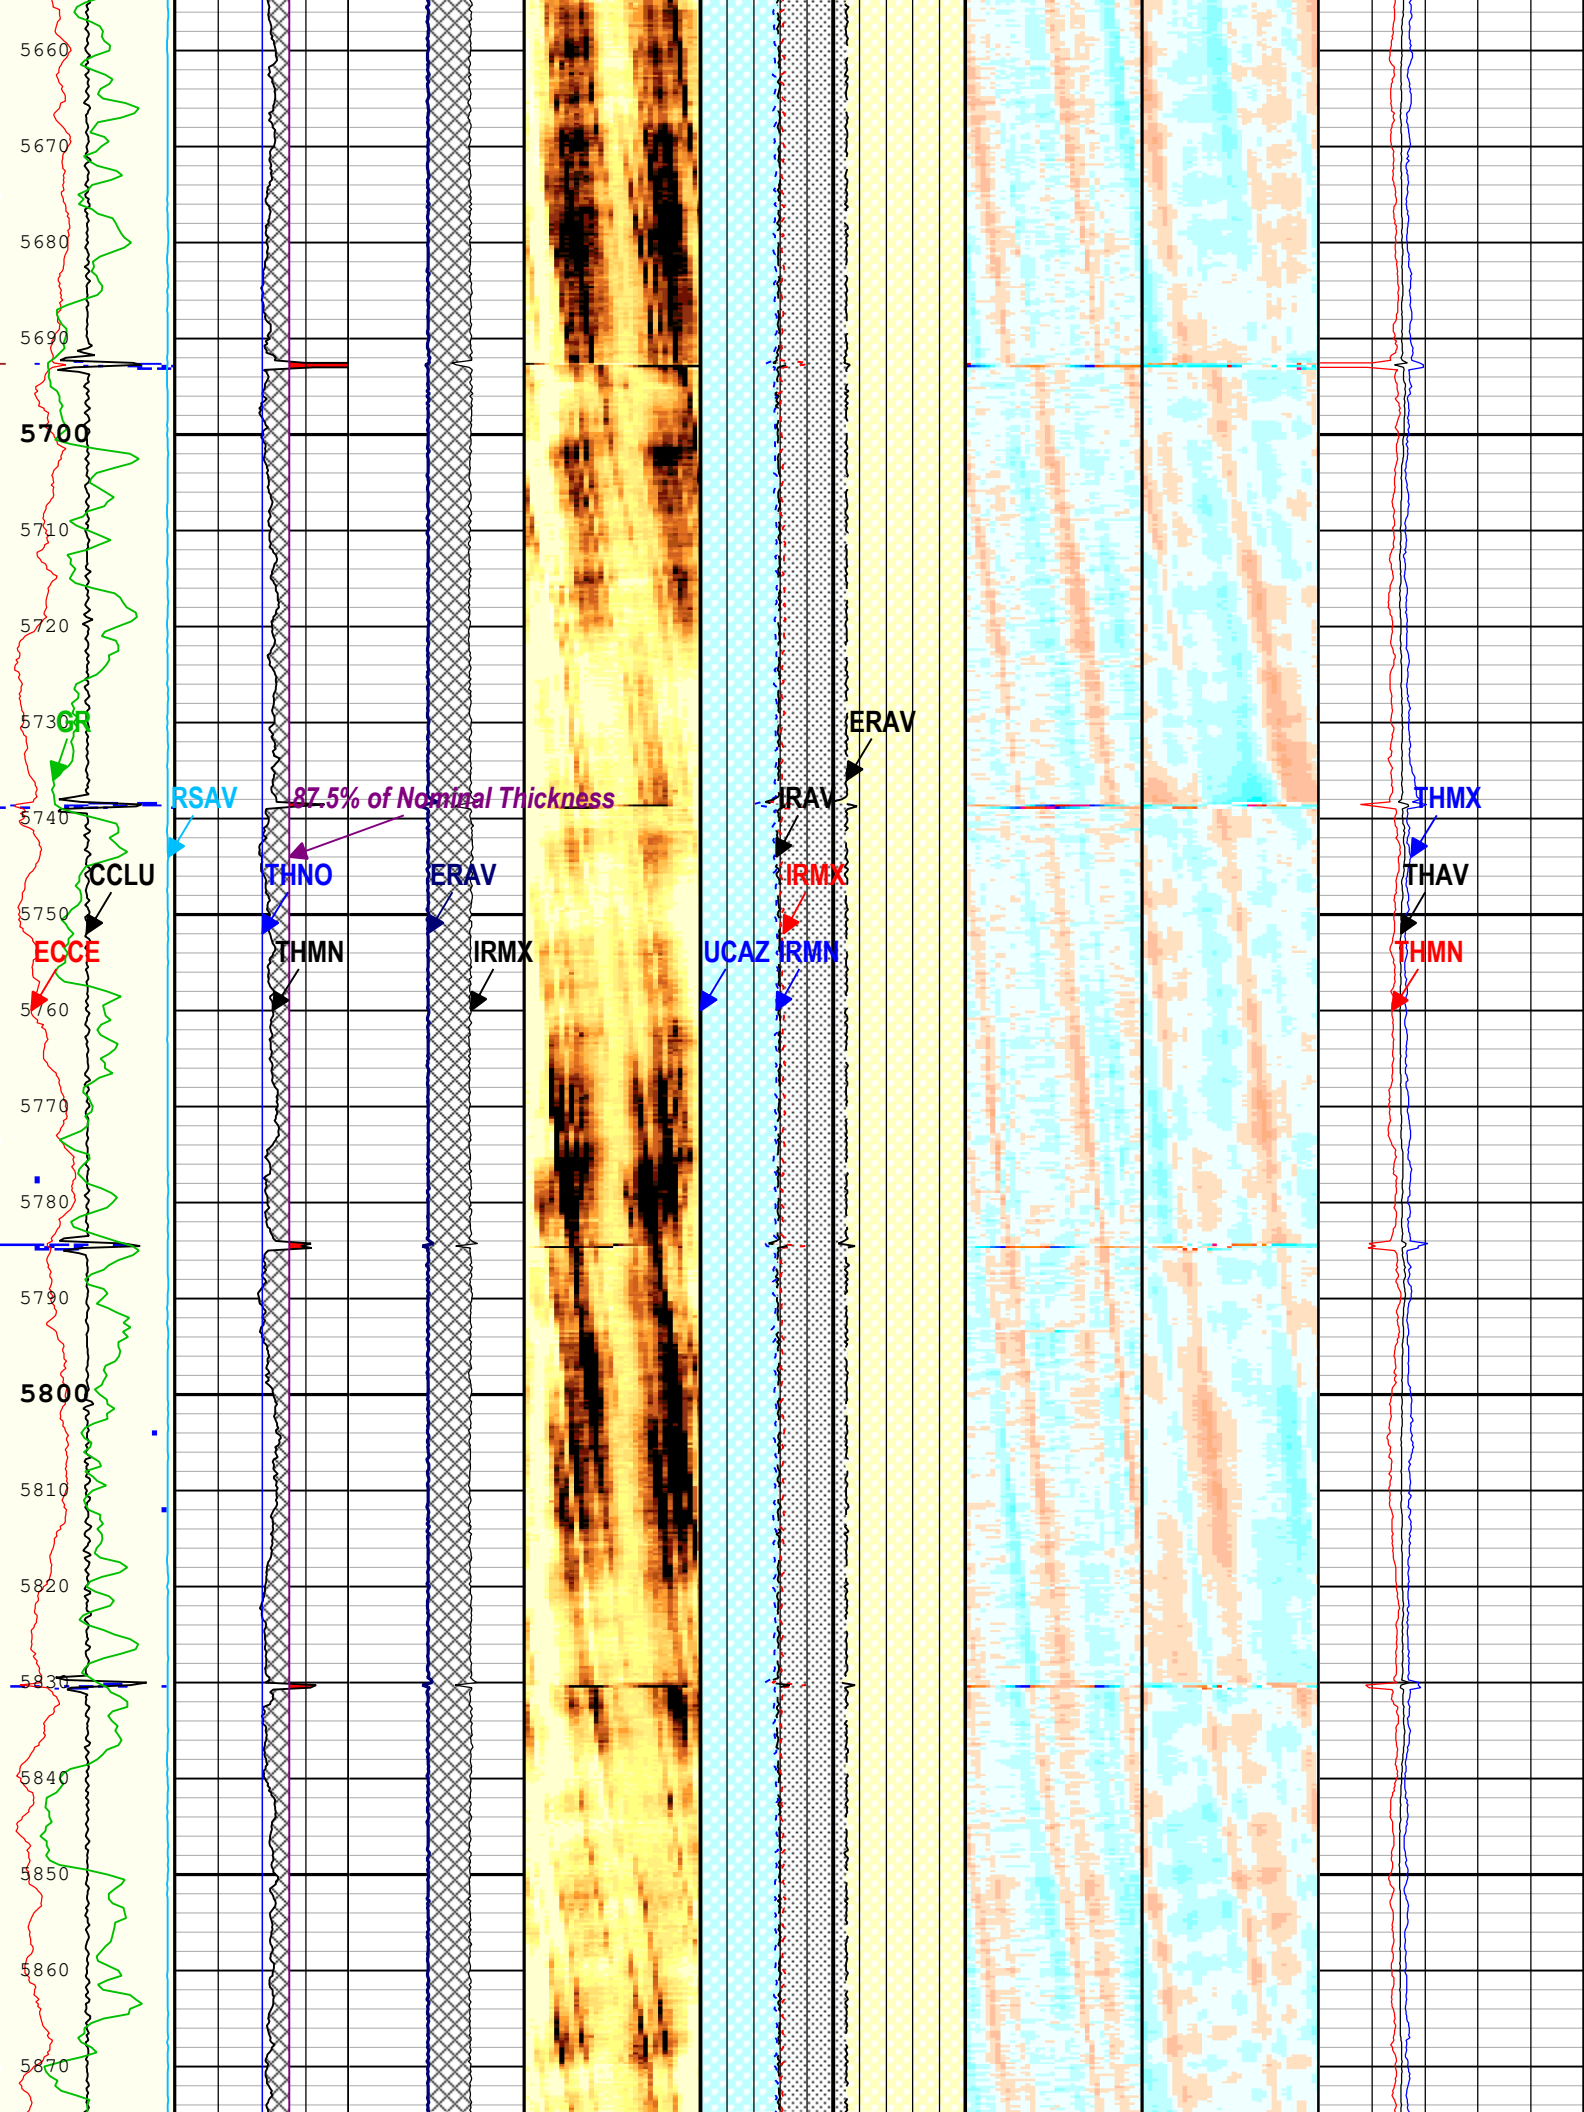 5660
5670
5680
5690
5700
5710
5720
5730
GR
ERAV
RSAV
87.5% of Nominal Thickness
IRAV
THMX
5740
CCLU
THNO
ERAV
IRMX
THAV
5750
ECCE
THMN
IRMX
UCAZ
IRMN
THMN
5760
5770
5780
5790
5800
5810
5820
5830
5840
5850
5860
5870